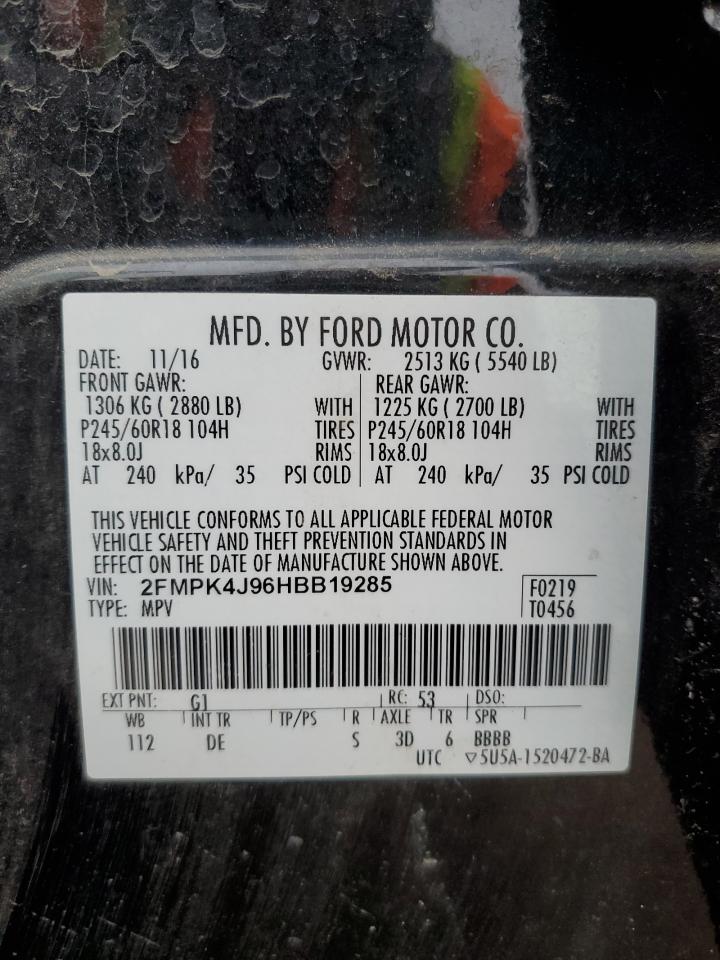 MFD. BY FORD MOTOR CO.
DATE: 11/16 GVWR: 2513 KG ( 5540 LB)
FRONT GAWR: REAR GAWR:
1306 KG ( 2880 LB) WITH 1225 KG ( 2700 LB) WITH
P245/60R18 104H TIRES P245/60R18 104H TIRES
18x8.0J RIMS 18x8.0J RIMS
AT 240 kPa/ 35 PSI COLD AT 240 kPa/ 35 PSI COLD
THIS VEHICLE CONFORMS TO ALL APPLICABLE FEDERAL MOTOR
VEHICLE SAFETY AND THEFT PREVENTION STANDARDS IN
EFFECT ON THE DATE OF MANUFACTURE SHOWN ABOVE.
VIN: 2FMPK4J96HBB19285 F0219
TYPE: MPV T0456
EXT PNT: G1 RC: 53 DSO:
WB INT TR TP/PS R AXLE TR SPR
112 DE S 3D 6 BBBB
UTC ▽5U5A-1520472-BA